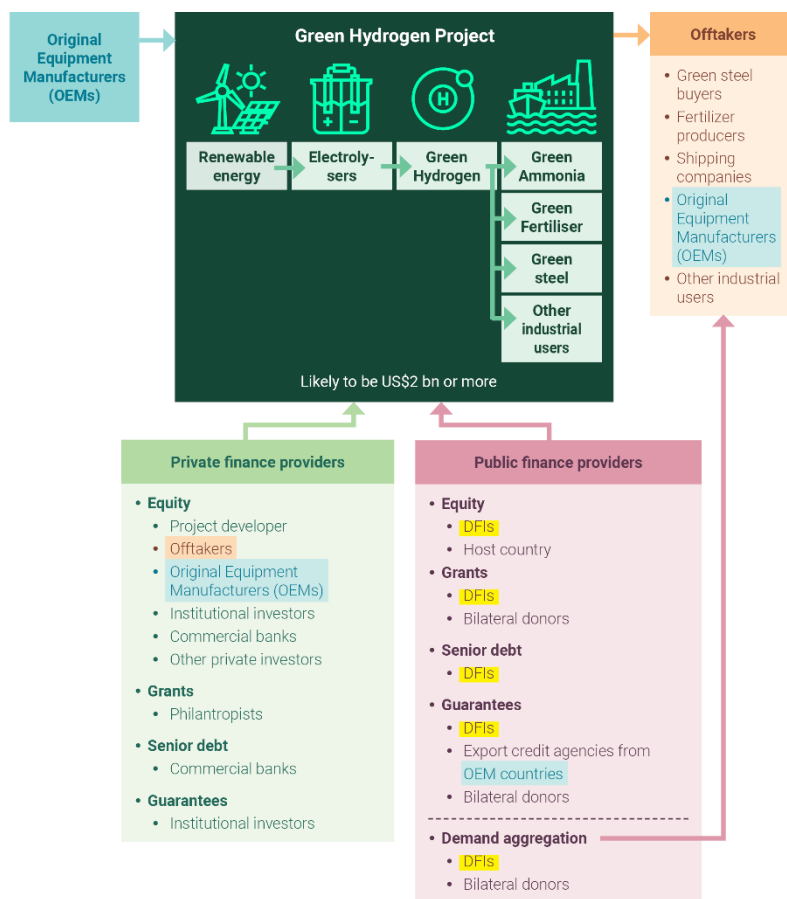 Original
Equipment
Manufacturers
(OEMs)
Green Hydrogen Project
H
Renewable
energy
Electroly-
sers
Green
Hydrogen
Green
Ammonia
Green
Fertiliser
Green
steel
Other
industrial
users
Likely to be US$2 bn or more
Offtakers
• Green steel
buyers
• Fertilizer
producers
• Shipping
companies
• Original
Equipment
Manufacturers
(OEMs)
• Other industrial
users
Private finance providers
• Equity
• Project developer
• Offtakers
• Original Equipment
Manufacturers (OEMs)
• Institutional investors
• Commercial banks
• Other private investors
• Grants
• Philantropists
• Senior debt
• Commercial banks
• Guarantees
• Institutional investors
Public finance providers
• Equity
• DFIs
• Host country
• Grants
• DFIs
• Bilateral donors
• Senior debt
• DFIs
• Guarantees
• DFIs
• Export credit agencies from
OEM countries
• Bilateral donors
• Demand aggregation
• DFIs
• Bilateral donors